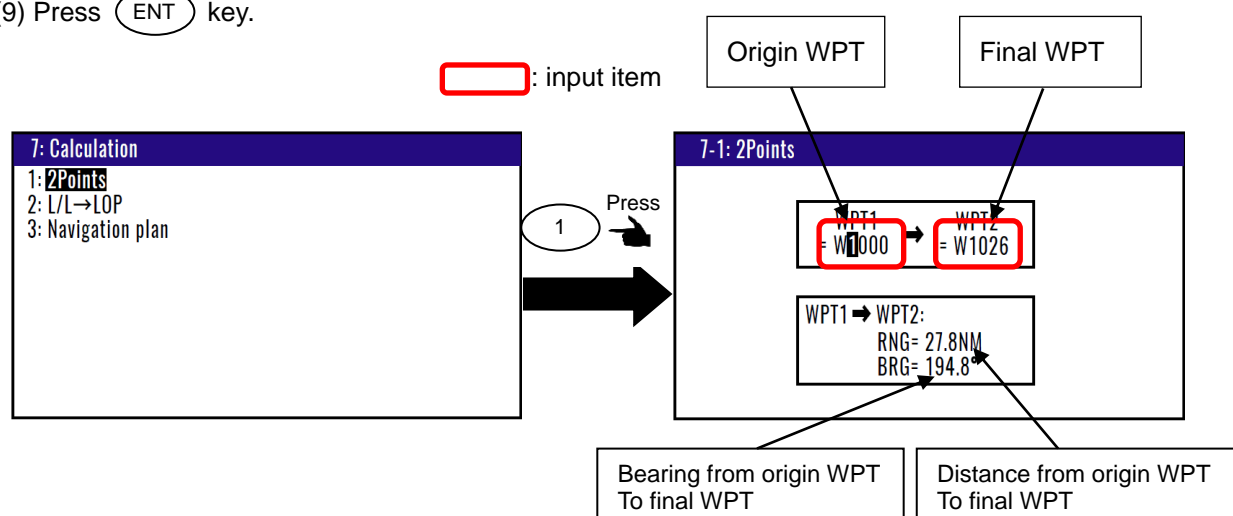 (9) Press ENT key.
Origin WPT
Final WPT
: input item
7: Calculation
1: 2Points
2: L/L→LOP
3: Navigation plan
1
Press
7-1: 2Points
WPT1 ➡ WPT2
= W1000 = W1026
WPT1 ➡ WPT2:
RNG= 27.8NM
BRG= 194.8°
Bearing from origin WPT
To final WPT
Distance from origin WPT
To final WPT